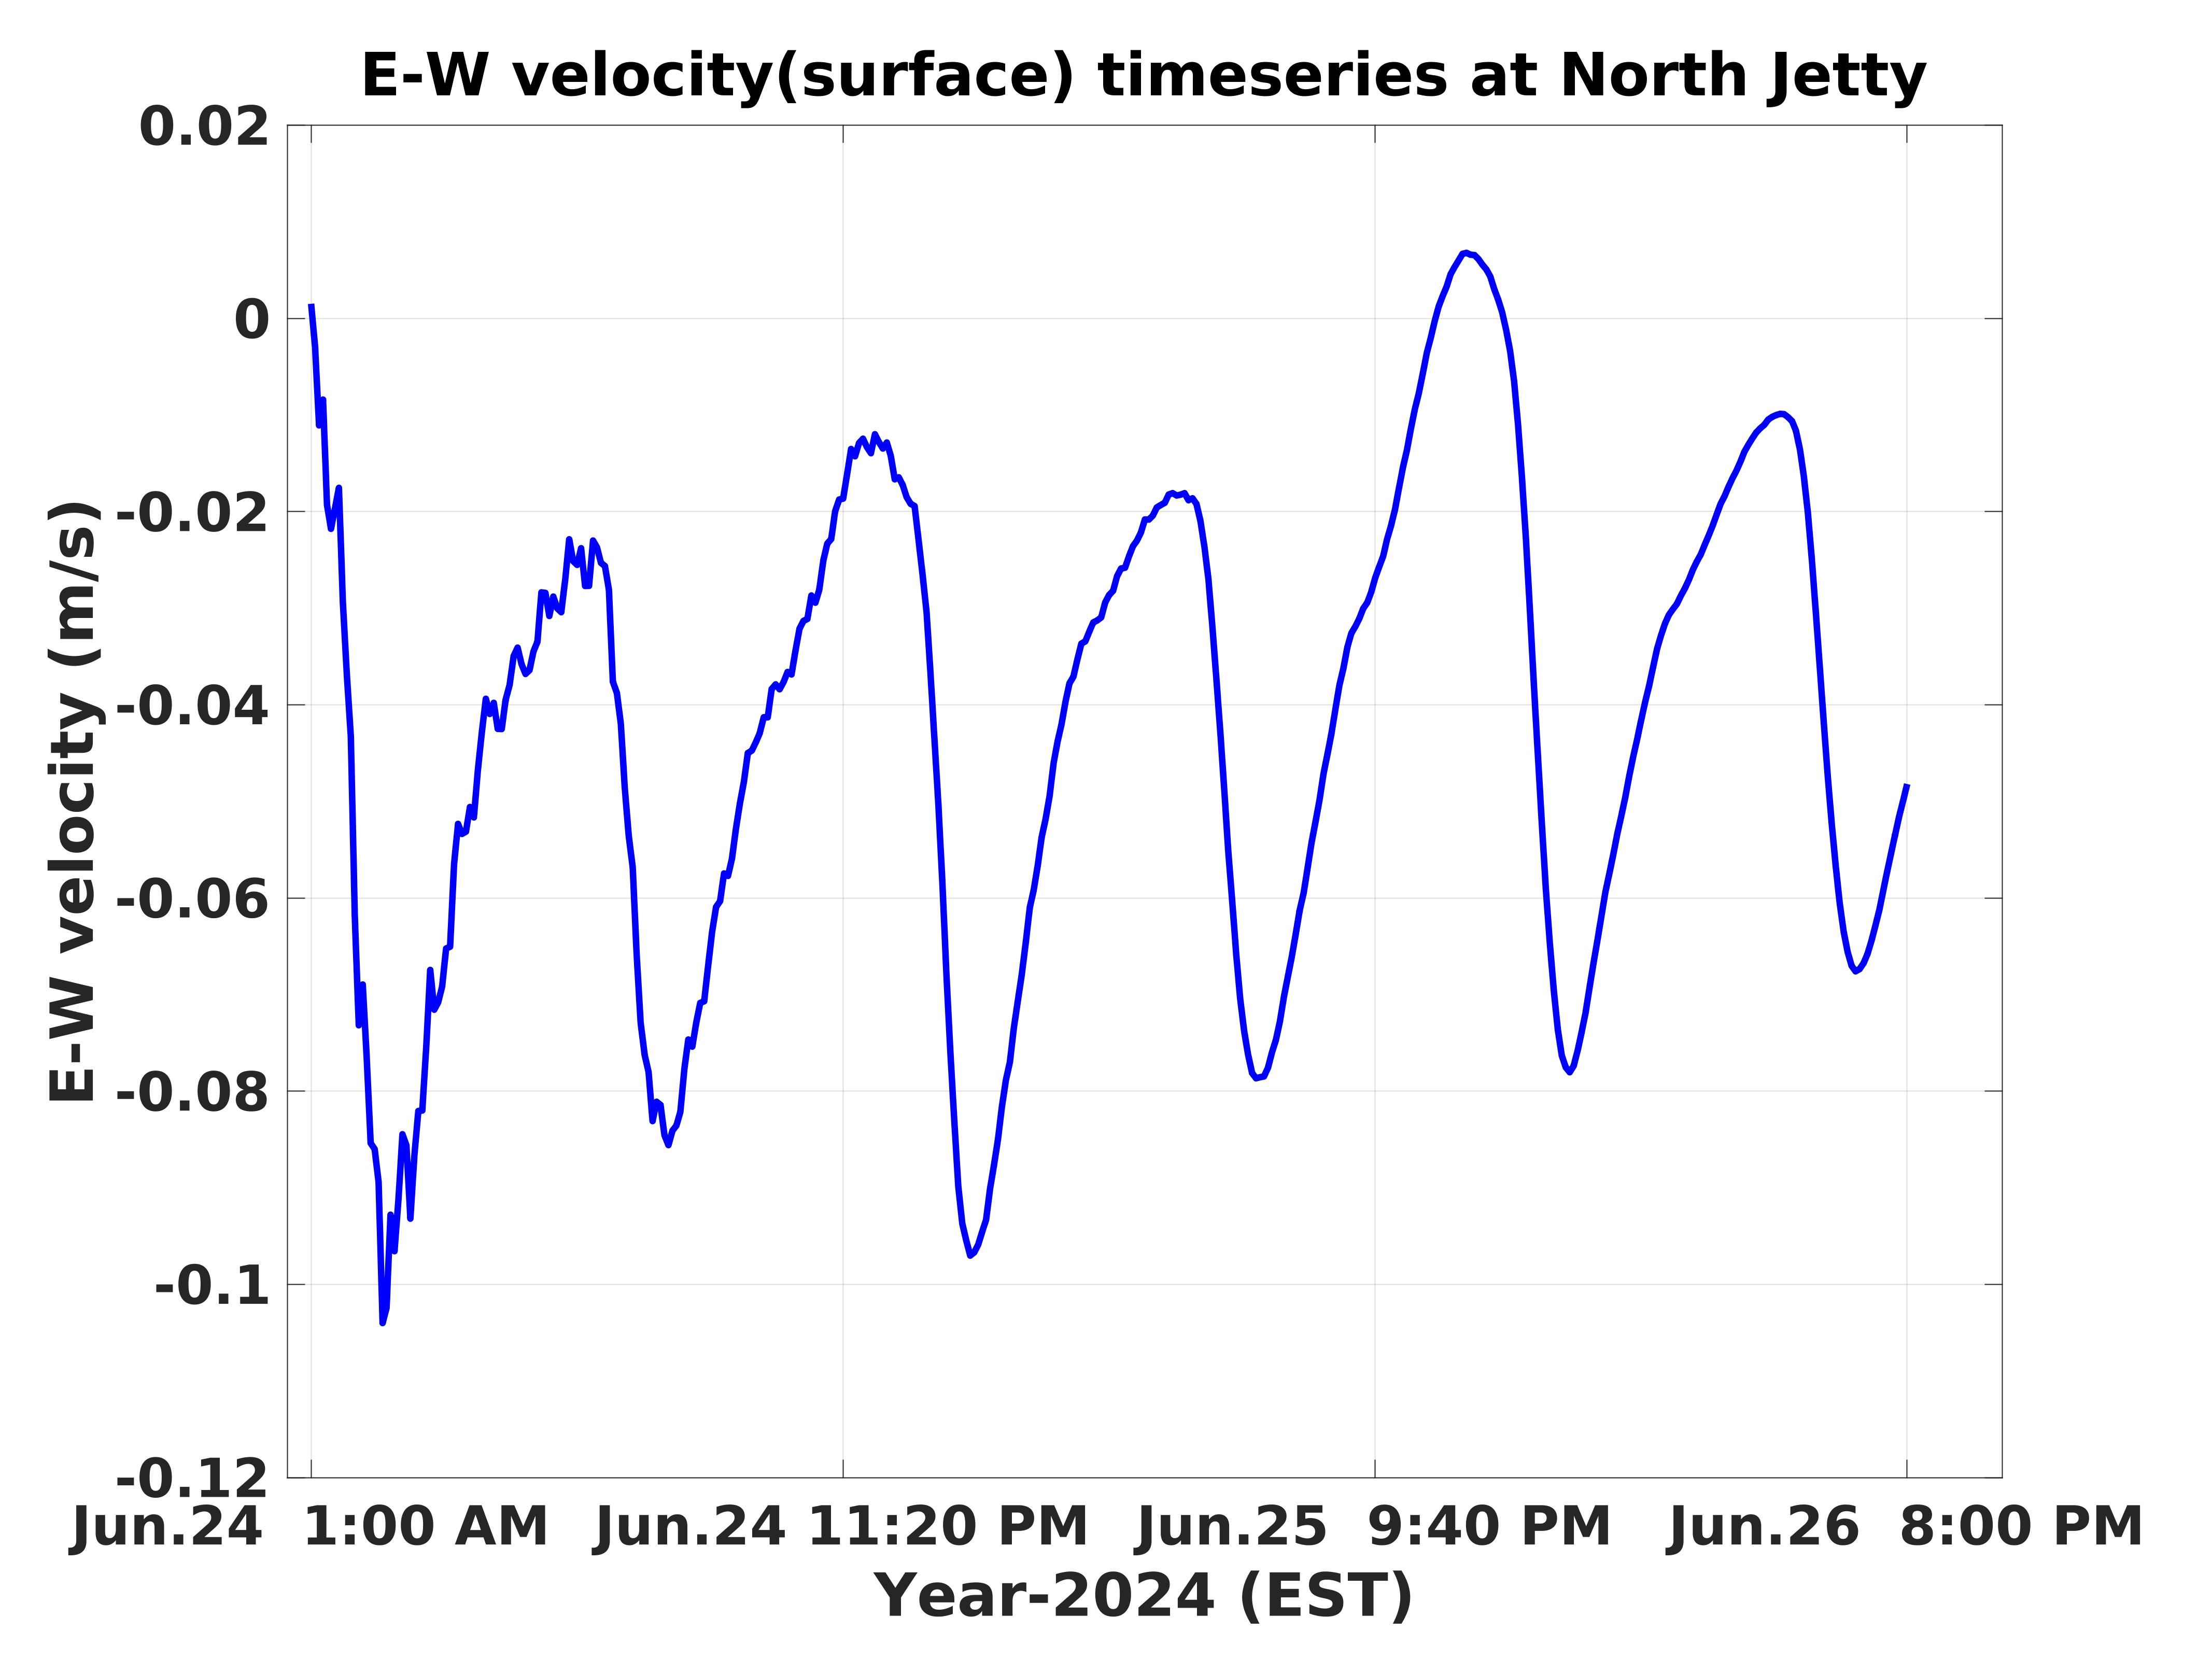 E-W velocity(surface) timeseries at North Jetty
0.02
0
-0.02
-0.04
-0.06
-0.08
-0.1
-0.12
E-W velocity (m/s)
Jun.24 1:00 AM Jun.24 11:20 PM Jun.25 9:40 PM Jun.26 8:00 PM
Year-2024 (EST)